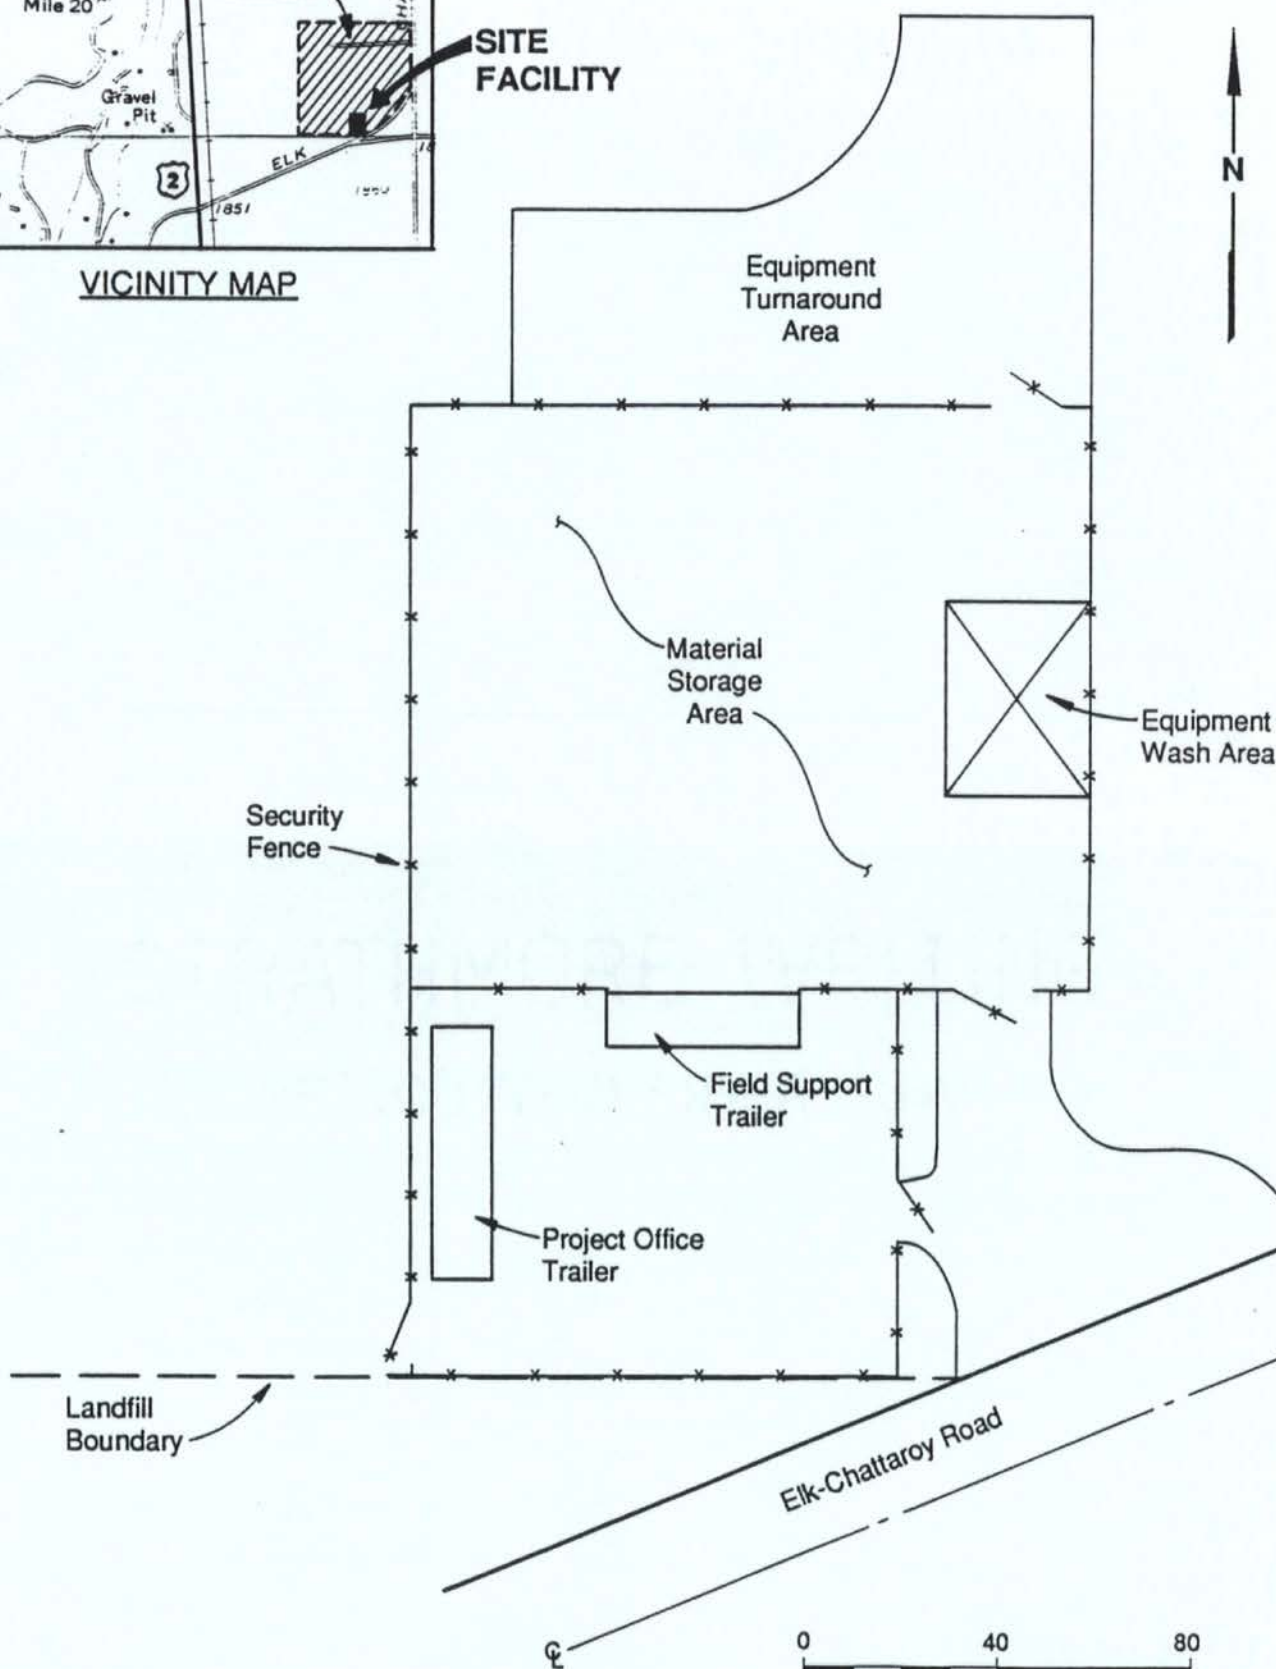 Mile 20
SITE
FACILITY
Gravel
Pit
ELK
2
1851
VICINITY MAP
N
Equipment
Turnaround
Area
Material
Storage
Area
Equipment
Wash Area
Security
Fence
Field Support
Trailer
Project Office
Trailer
Landfill
Boundary
Elk-Chattaroy Road
0 40 80